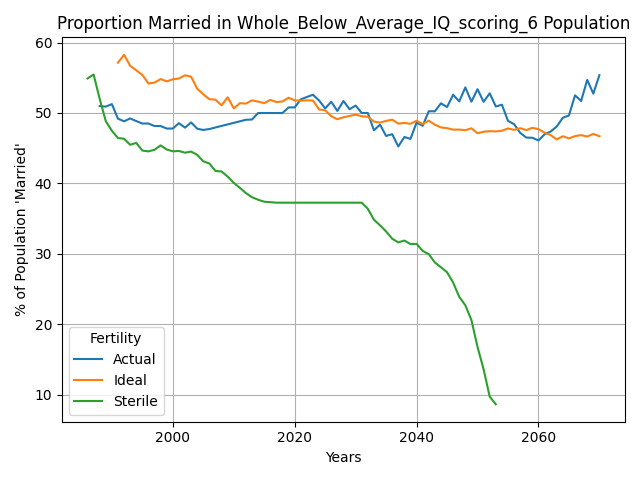 Proportion Married in Whole_Below_Average_IQ_scoring_6 Population
60
50
40
30
20
10
% of Population 'Married'
Fertility
Actual
Ideal
Sterile
2000 2020 2040 2060
Years